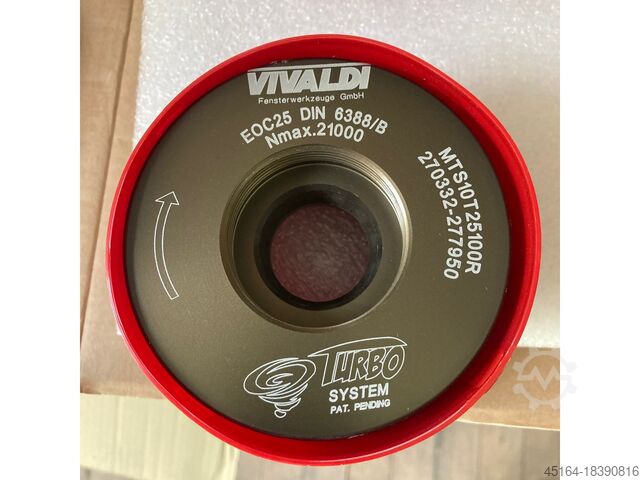 VIVALDI
Fensterwerkzeuge GmbH
EOC25 DIN 6388/B
Nmax.21000
MTS10T25100R
270332-277950
TURBO
SYSTEM
PAT. PENDING
45164-18390816